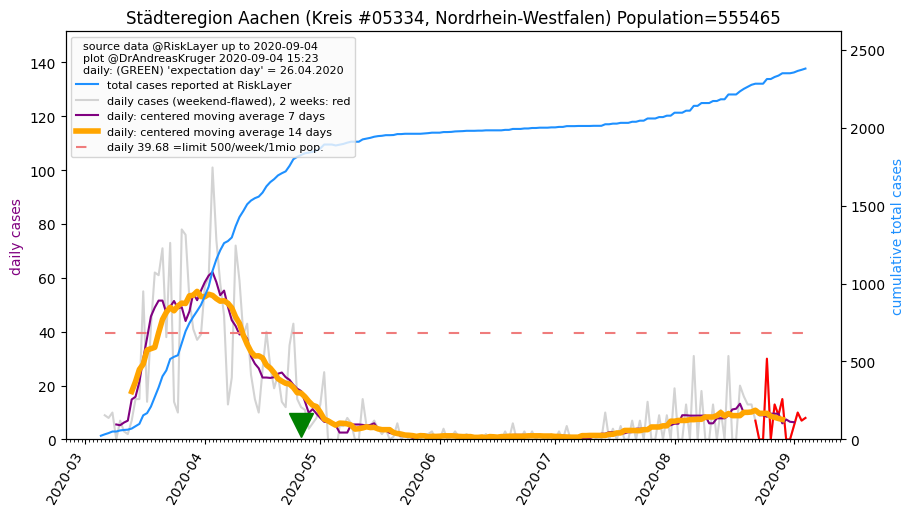 Städteregion Aachen (Kreis #05334, Nordrhein-Westfalen) Population=555465
source data @RiskLayer up to 2020-09-04
plot @DrAndreasKruger 2020-09-04 15:23
daily: (GREEN) 'expectation day' = 26.04.2020
total cases reported at RiskLayer
daily cases (weekend-flawed), 2 weeks: red
daily: centered moving average 7 days
daily: centered moving average 14 days
daily 39.68 =limit 500/week/1mio pop.
daily cases
140
120
100
80
60
40
20
0
2500
2000
1500
1000
500
0
cumulative total cases
2020-03
2020-04
2020-05
2020-06
2020-07
2020-08
2020-09